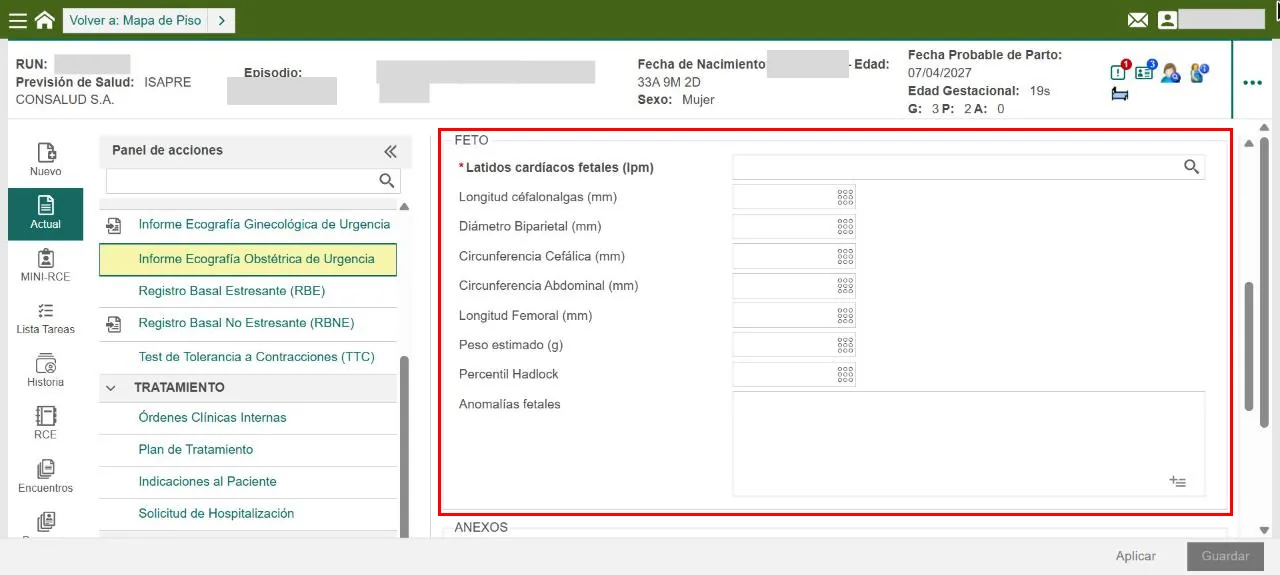 Volver a: Mapa de Piso
RUN:
Previsión de Salud: ISAPRE
CONSALUD S.A.
Episodio:
Fecha de Nacimiento - Edad:
33A 9M 2D
Sexo: Mujer
Fecha Probable de Parto:
07/04/2027
Edad Gestacional: 19s
G: 3 P: 2 A: 0
1
3
Nuevo
Actual
MINI-RCE
Lista Tareas
Historia
RCE
Encuentros
Panel de acciones
Informe Ecografía Ginecológica de Urgencia
Informe Ecografía Obstétrica de Urgencia
Registro Basal Estresante (RBE)
Registro Basal No Estresante (RBNE)
Test de Tolerancia a Contracciones (TTC)
TRATAMIENTO
Órdenes Clínicas Internas
Plan de Tratamiento
Indicaciones al Paciente
Solicitud de Hospitalización
FETO
* Latidos cardíacos fetales (lpm)
Longitud céfalonalgas (mm)
Diámetro Biparietal (mm)
Circunferencia Cefálica (mm)
Circunferencia Abdominal (mm)
Longitud Femoral (mm)
Peso estimado (g)
Percentil Hadlock
Anomalías fetales
ANEXOS
Aplicar
Guardar